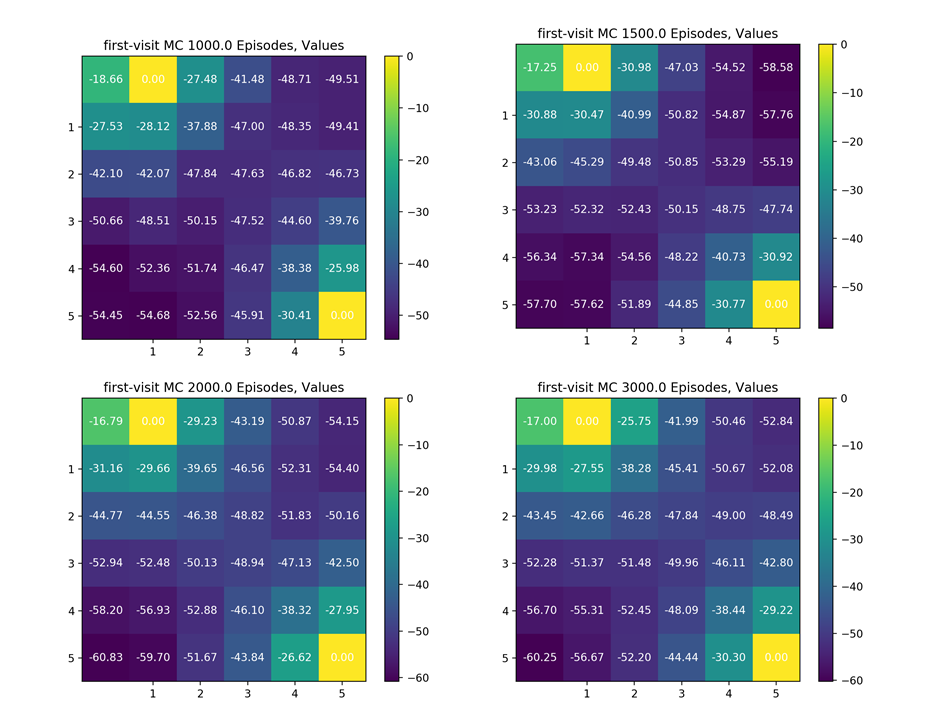 first-visit MC 1000.0 Episodes, Values
-18.66 0.00 -27.48 -41.48 -48.71 -49.51
1 -27.53 -28.12 -37.88 -47.00 -48.35 -49.41
2 -42.10 -42.07 -47.84 -47.63 -46.82 -46.73
3 -50.66 -48.51 -50.15 -47.52 -44.60 -39.76
4 -54.60 -52.36 -51.74 -46.47 -38.38 -25.98
5 -54.45 -54.68 -52.56 -45.91 -30.41 0.00
1 2 3 4 5
0
−10
−20
−30
−40
−50
first-visit MC 1500.0 Episodes, Values
-17.25 0.00 -30.98 -47.03 -54.52 -58.58
1 -30.88 -30.47 -40.99 -50.82 -54.87 -57.76
2 -43.06 -45.29 -49.48 -50.85 -53.29 -55.19
3 -53.23 -52.32 -52.43 -50.15 -48.75 -47.74
4 -56.34 -57.34 -54.56 -48.22 -40.73 -30.92
5 -57.70 -57.62 -51.89 -44.85 -30.77 0.00
1 2 3 4 5
0
−10
−20
−30
−40
−50
first-visit MC 2000.0 Episodes, Values
-16.79 0.00 -29.23 -43.19 -50.87 -54.15
1 -31.16 -29.66 -39.65 -46.56 -52.31 -54.40
2 -44.77 -44.55 -46.38 -48.82 -51.83 -50.16
3 -52.94 -52.48 -50.13 -48.94 -47.13 -42.50
4 -58.20 -56.93 -52.88 -46.10 -38.32 -27.95
5 -60.83 -59.70 -51.67 -43.84 -26.62 0.00
1 2 3 4 5
0
−10
−20
−30
−40
−50
−60
first-visit MC 3000.0 Episodes, Values
-17.00 0.00 -25.75 -41.99 -50.46 -52.84
1 -29.98 -27.55 -38.28 -45.41 -50.67 -52.08
2 -43.45 -42.66 -46.28 -47.84 -49.00 -48.49
3 -52.28 -51.37 -51.48 -49.96 -46.11 -42.80
4 -56.70 -55.31 -52.45 -48.09 -38.44 -29.22
5 -60.25 -56.67 -52.20 -44.44 -30.30 0.00
1 2 3 4 5
0
−10
−20
−30
−40
−50
−60